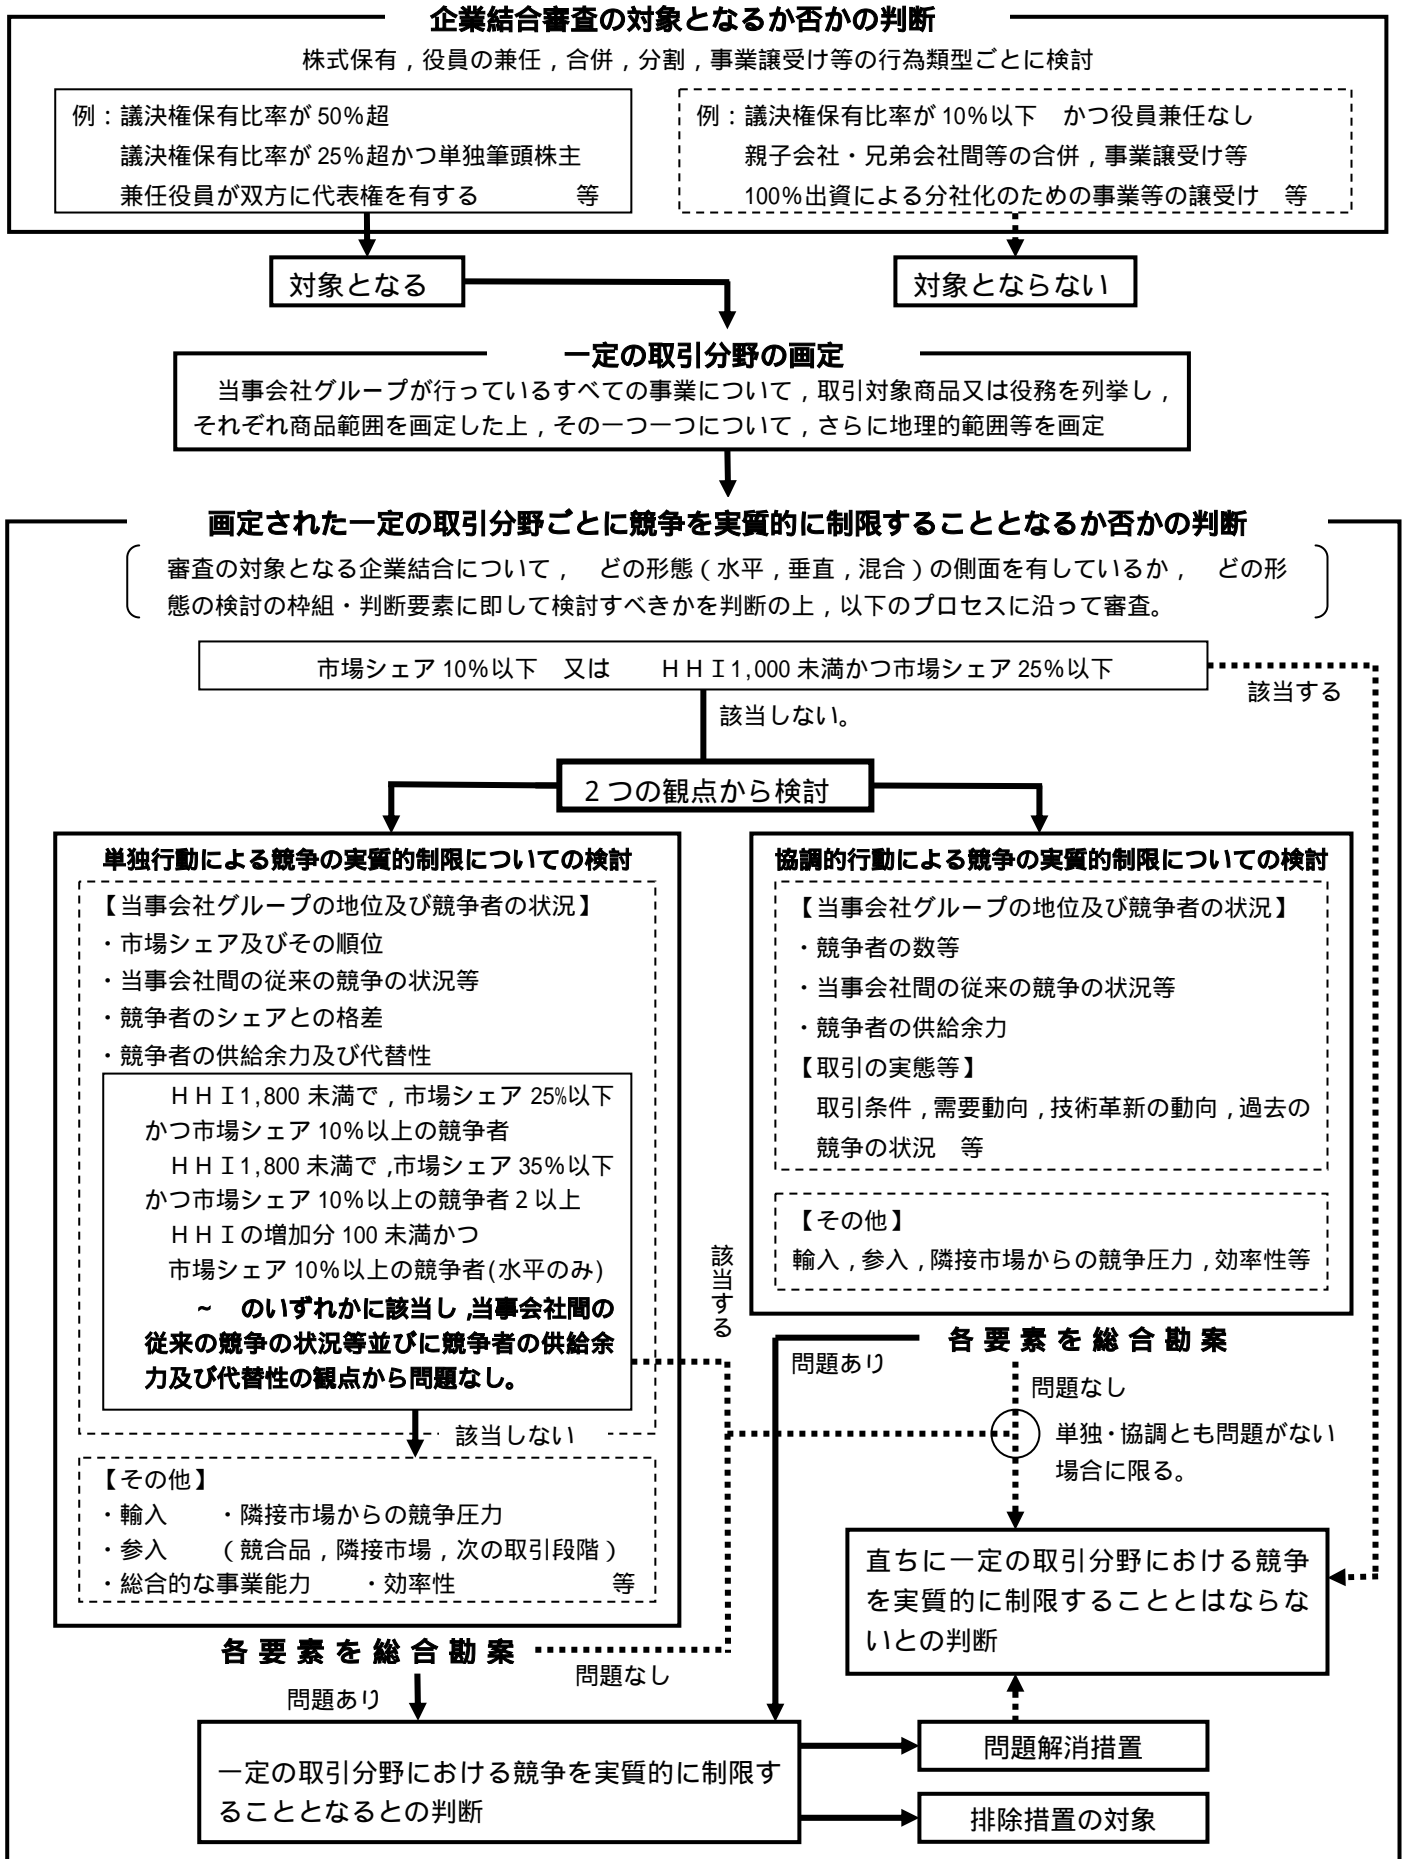 企業結合審査の対象となるか否かの判断
株式保有，役員の兼任，合併，分割，事業譲受け等の行為類型ごとに検討
例：議決権保有比率が 50％超
議決権保有比率が 25％超かつ単独筆頭株主
兼任役員が双方に代表権を有する　　　　等
例：議決権保有比率が 10％以下　かつ役員兼任なし
親子会社・兄弟会社間等の合併，事業譲受け等
100％出資による分社化のための事業等の譲受け　等
対象となる
対象とならない
一定の取引分野の画定
当事会社グループが行っているすべての事業について，取引対象商品又は役務を列挙し，
それぞれ商品範囲を画定した上，その一つ一つについて，さらに地理的範囲等を画定
画定された一定の取引分野ごとに競争を実質的に制限することとなるか否かの判断
審査の対象となる企業結合について，　どの形態（水平，垂直，混合）の側面を有しているか，　どの形
態の検討の枠組・判断要素に即して検討すべきかを判断の上，以下のプロセスに沿って審査。
市場シェア 10％以下　又は　　ＨＨＩ1,000 未満かつ市場シェア 25％以下
該当する
該当しない。
2 つの観点から検討
単独行動による競争の実質的制限についての検討
【当事会社グループの地位及び競争者の状況】
・市場シェア及びその順位
・当事会社間の従来の競争の状況等
・競争者のシェアとの格差
・競争者の供給余力及び代替性
ＨＨＩ1,800 未満で，市場シェア 25％以下
かつ市場シェア 10％以上の競争者
ＨＨＩ1,800 未満で，市場シェア 35％以下
かつ市場シェア 10％以上の競争者 2 以上
ＨＨＩの増加分 100 未満かつ
市場シェア 10％以上の競争者(水平のみ)
～　のいずれかに該当し，当事会社間の
従来の競争の状況等並びに競争者の供給余
力及び代替性の観点から問題なし。
該当する
該当しない
【その他】
・輸入　　・隣接市場からの競争圧力
・参入　　（競合品，隣接市場，次の取引段階）
・総合的な事業能力　　・効率性　　　　　　等
各 要 素 を 総 合 勘 案
問題なし
問題あり
協調的行動による競争の実質的制限についての検討
【当事会社グループの地位及び競争者の状況】
・競争者の数等
・当事会社間の従来の競争の状況等
・競争者の供給余力
【取引の実態等】
取引条件，需要動向，技術革新の動向，過去の
競争の状況　等
【その他】
輸入，参入，隣接市場からの競争圧力，効率性等
各 要 素 を 総 合 勘 案
問題あり
問題なし
単独・協調とも問題がない
場合に限る。
直ちに一定の取引分野における競争
を実質的に制限することとはならな
いとの判断
一定の取引分野における競争を実質的に制限す
ることとなるとの判断
問題解消措置
排除措置の対象